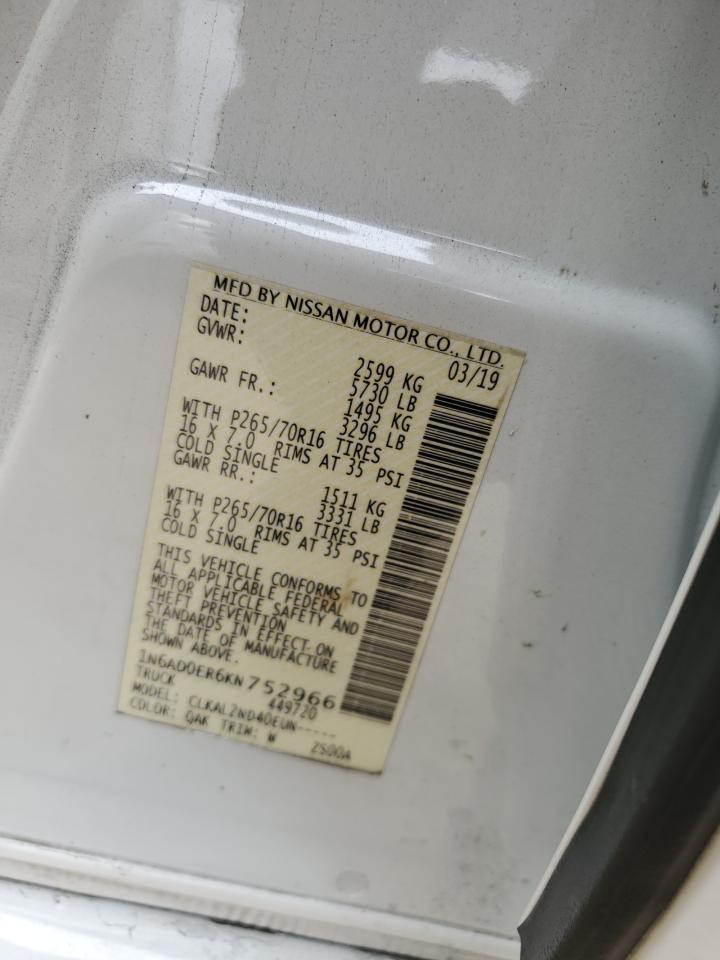 MFD BY NISSAN MOTOR CO., LTD.
DATE: 03/19
GVWR: 2599 KG
5730 LB
GAWR FR.: 1495 KG
3296 LB
WITH P265/70R16 TIRES
16 X 7.0 RIMS AT 35 PSI
COLD SINGLE
GAWR RR.: 1511 KG
3331 LB
WITH P265/70R16 TIRES
16 X 7.0 RIMS AT 35 PSI
COLD SINGLE
THIS VEHICLE CONFORMS TO
ALL APPLICABLE FEDERAL
MOTOR VEHICLE SAFETY AND
THEFT PREVENTION
STANDARDS IN EFFECT ON
THE DATE OF MANUFACTURE
SHOWN ABOVE.
1N6AD0ER6KN752966
TRUCK 449720
MODEL: CLKAL2ND40EUN-----
COLOR: QAK TRIM: W 2S00A